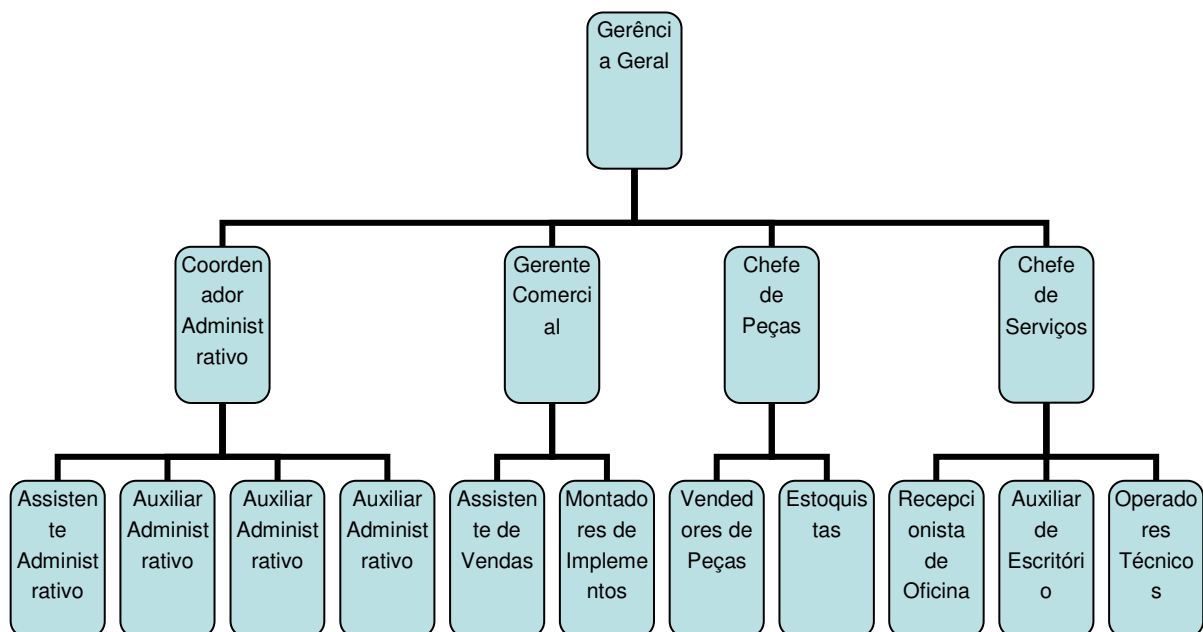 Gerênci
a Geral
Coorden
ador
Administ
rativo
Gerente
Comerci
al
Chefe
de
Peças
Chefe
de
Serviços
Assisten
te
Administ
rativo
Auxiliar
Administ
rativo
Auxiliar
Administ
rativo
Auxiliar
Administ
rativo
Assisten
te de
Vendas
Montad
ores de
Impleme
ntos
Vended
ores de
Peças
Estoquis
tas
Recepci
onista
de
Oficina
Auxiliar
de
Escritóri
o
Operado
res
Técnico
s